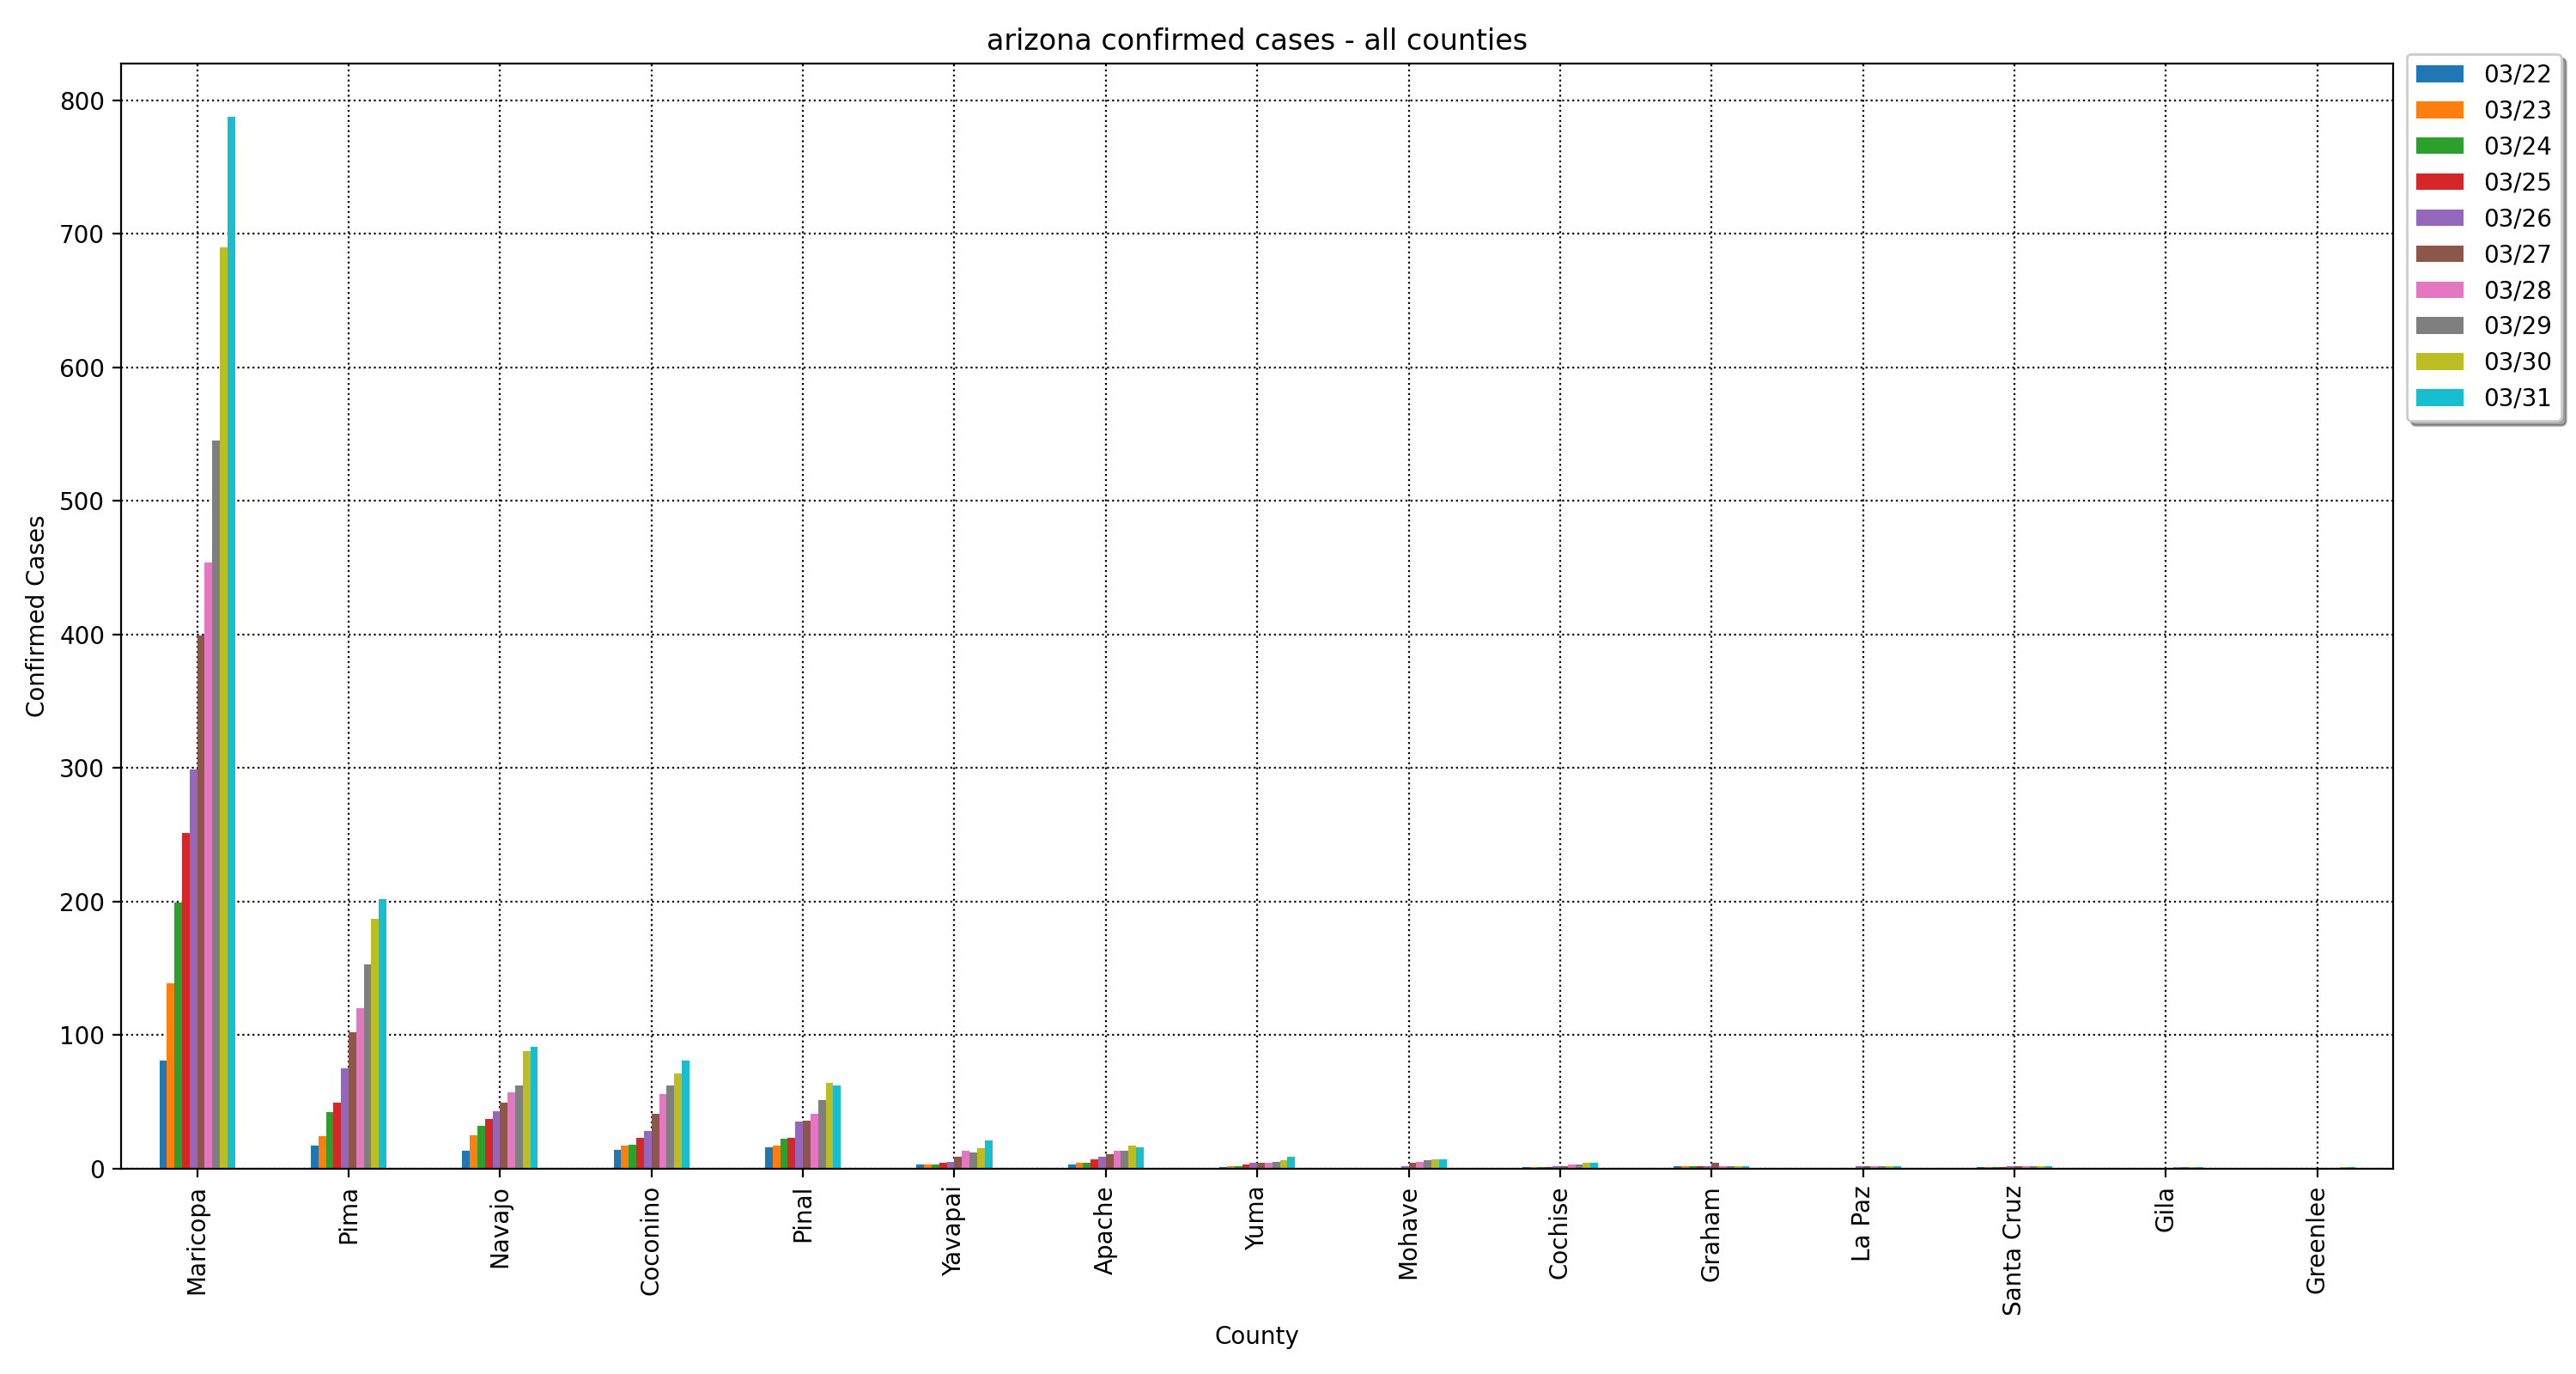 arizona confirmed cases - all counties
03/22
03/23
03/24
03/25
03/26
03/27
03/28
03/29
03/30
03/31
Confirmed Cases
800
700
600
500
400
300
200
100
0
Maricopa
Pima
Navajo
Coconino
Pinal
Yavapai
Apache
Yuma
Mohave
Cochise
Graham
La Paz
Santa Cruz
Gila
Greenlee
County